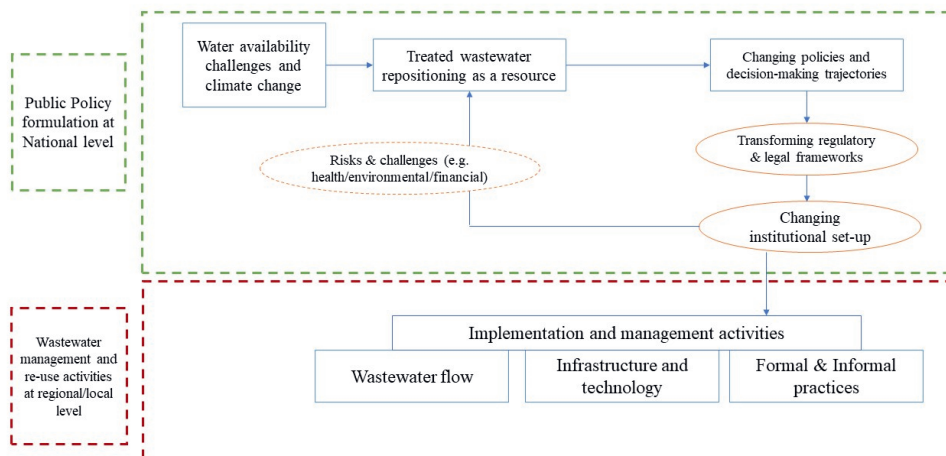 Public Policy
formulation at
National level
Water availability
challenges and
climate change
Treated wastewater
repositioning as a resource
Changing policies and
decision-making trajectories
Risks & challenges (e.g.
health/environmental/financial)
Transforming regulatory
& legal frameworks
Changing
institutional set-up
Wastewater
management and
re-use activities
at regional/local
level
Implementation and management activities
Wastewater flow
Infrastructure and
technology
Formal & Informal
practices